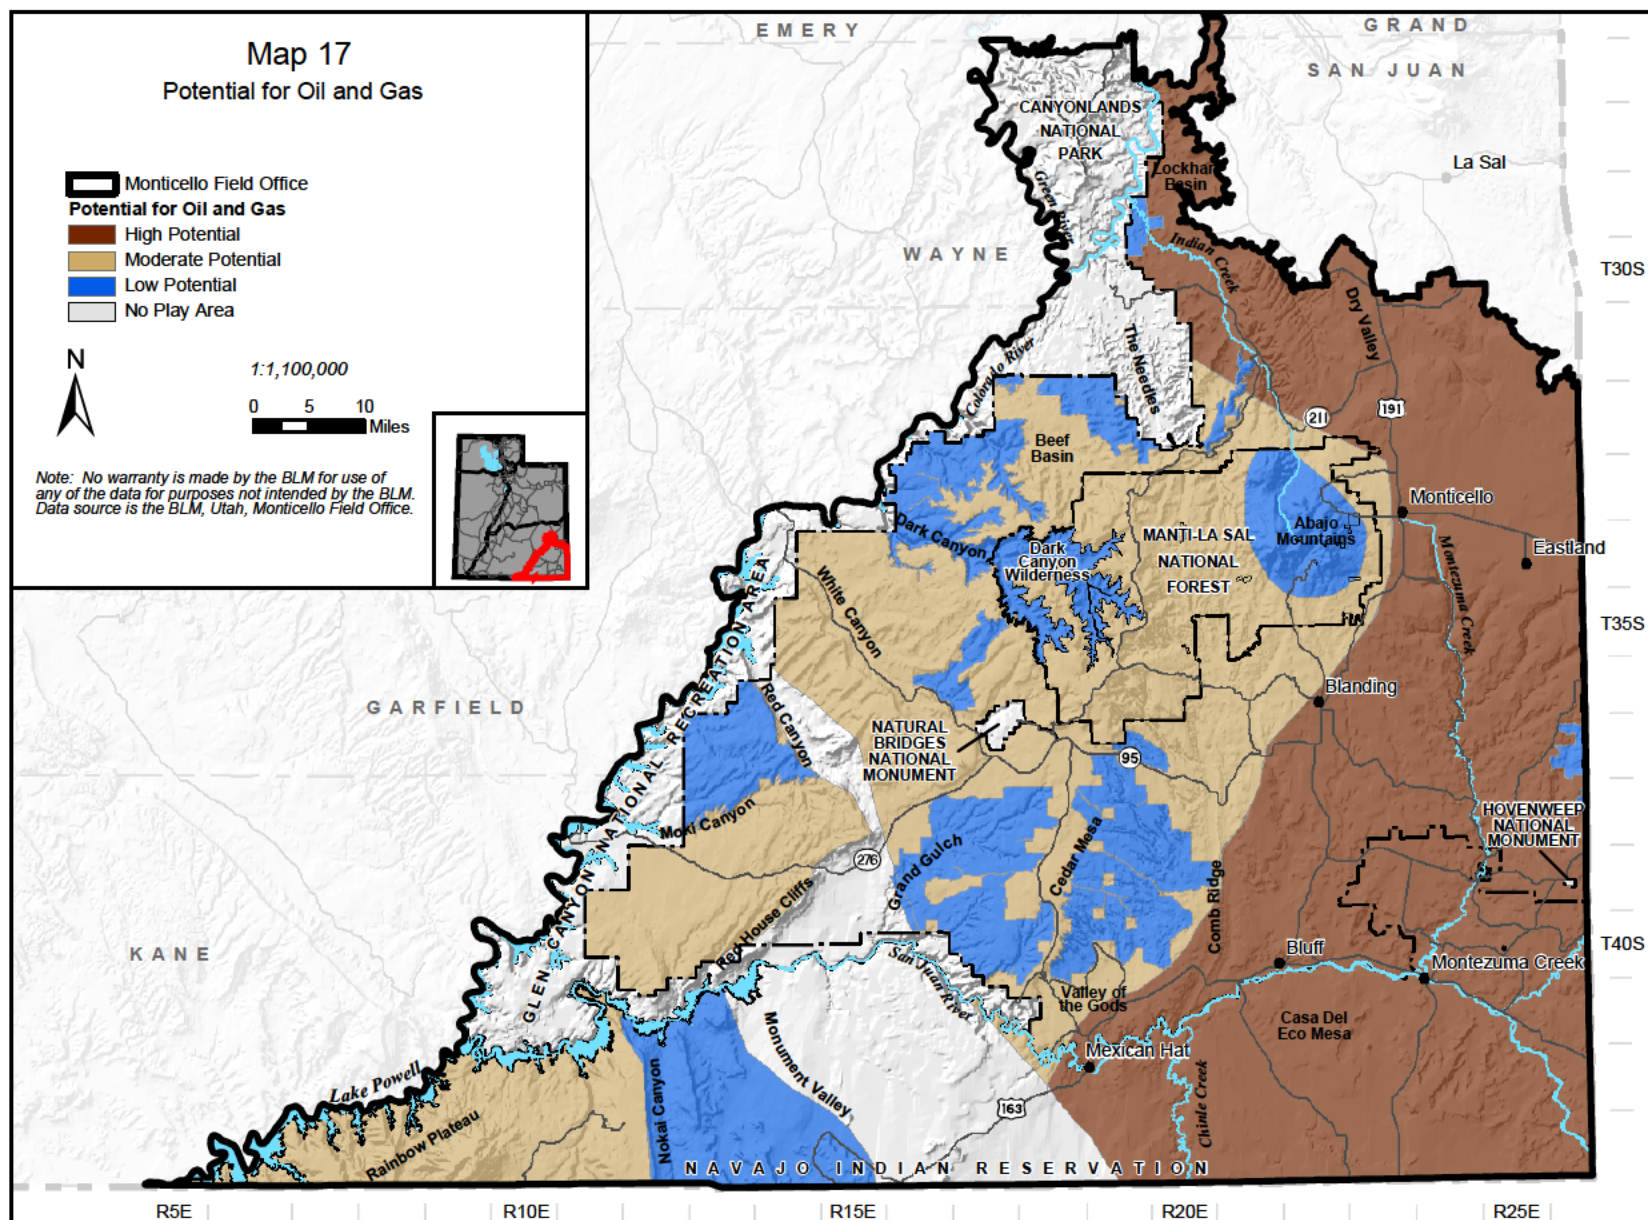 Map 17
Potential for Oil and Gas
Monticello Field Office
Potential for Oil and Gas
High Potential
Moderate Potential
Low Potential
No Play Area
N
1:1,100,000
0 5 10
Miles
Note: No warranty is made by the BLM for use of
any of the data for purposes not intended by the BLM.
Data source is the BLM, Utah, Monticello Field Office.
EMERY
GRAND
SAN JUAN
CANYONLANDS
NATIONAL
PARK
La Sal
Lockhart
Basin
Green River
WAYNE
Indian Creek
T30S
Dry Valley
The Needles
Colorado River
211
191
Beef
Basin
Monticello
Dark Canyon
Dark
Canyon
Wilderness
MANTI-LA SAL
NATIONAL
FOREST
Abajo
Mountains
Eastland
Montezuma Creek
White Canyon
T35S
GARFIELD
Blanding
Red Canyon
NATURAL
BRIDGES
NATIONAL
MONUMENT
95
GLEN CANYON NATIONAL RECREATION AREA
Moki Canyon
HOVENWEEP
NATIONAL
MONUMENT
276
Grand Gulch
Cedar Mesa
Comb Ridge
Red House Cliffs
KANE
T40S
San Juan River
Bluff
Montezuma Creek
Valley of
the Gods
Casa Del
Eco Mesa
Mexican Hat
Lake Powell
Monument Valley
163
Chinle Creek
Rainbow Plateau
Nokai Canyon
NAVAJO INDIAN RESERVATION
R5E
R10E
R15E
R20E
R25E